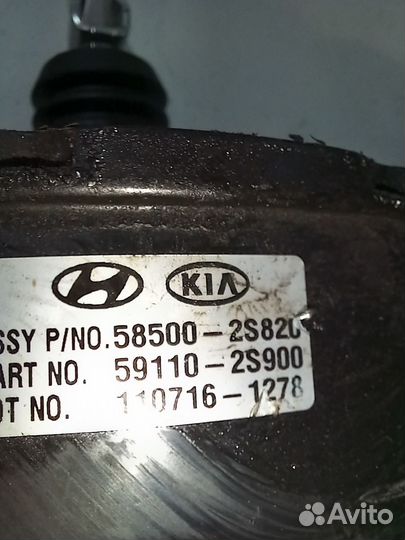 KIA
SSY P/NO. 58500-2S820
ART NO. 59110-2S900
OT NO. 110716-1278
Avito